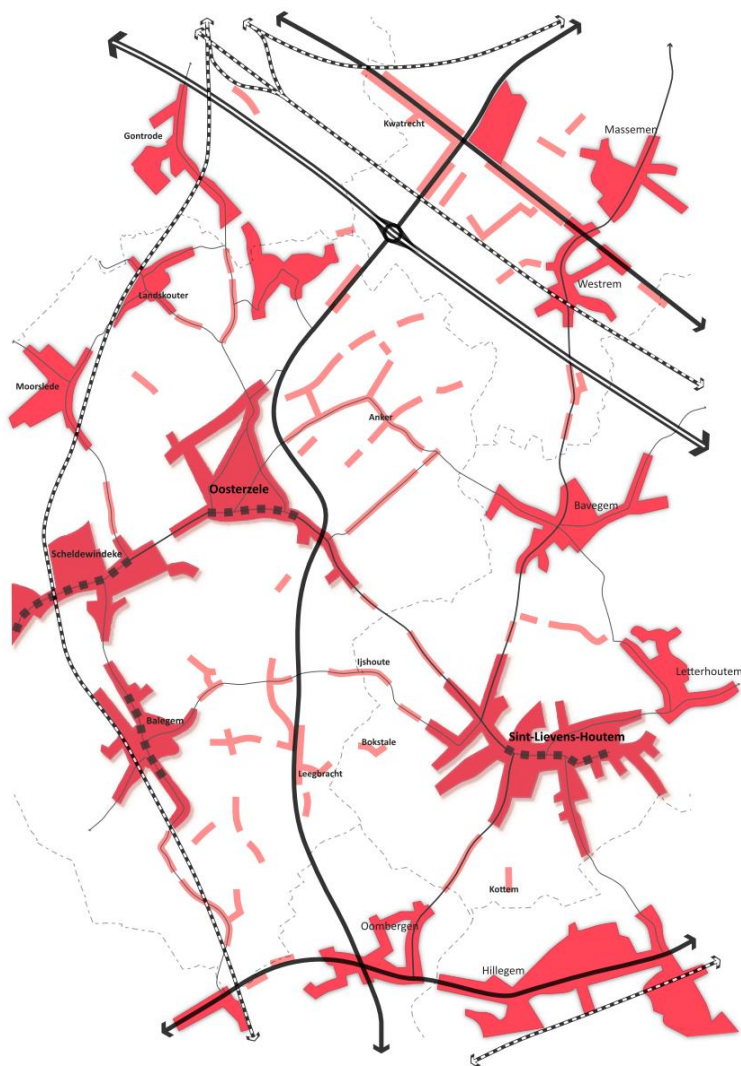 Kwatrecht
Massemen
Gontrode
Westrem
Landskouter
Moorslede
Anker
Oosterzele
Bavegem
Scheldewindeke
Ijshoute
Letterhoutem
Balegem
Sint-Lievens-Houtem
Bokstale
Leegbracht
Kottem
Oombergen
Hillegem